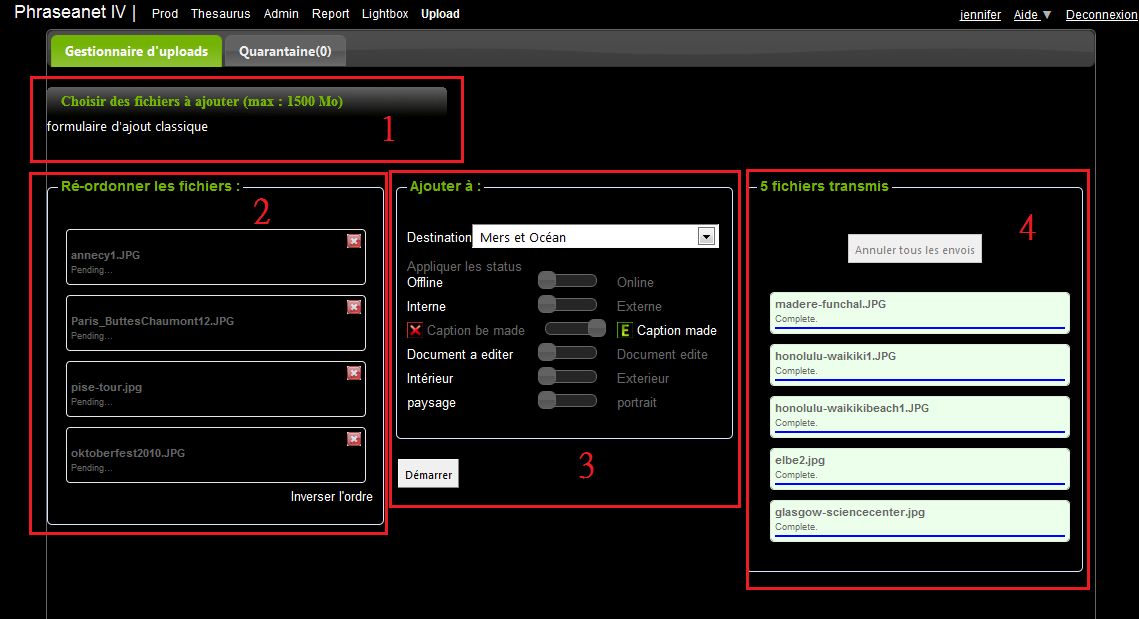 Phraseanet IV | Prod Thesaurus Admin Report Lightbox Upload jennifer Aide ▼ Deconnexion
Gestionnaire d'uploads Quarantaine(0)
Choisir des fichiers à ajouter (max : 1500 Mo)
formulaire d'ajout classique
1
Ré-ordonner les fichiers :
2
annecy1.JPG
Pending...
Paris_ButtesChaumont12.JPG
Pending...
pise-tour.jpg
Pending...
oktoberfest2010.JPG
Pending...
Inverser l'ordre
Ajouter à :
Destination Mers et Océan
Appliquer les status
Offline Online
Interne Externe
Caption be made E Caption made
Document a editer Document edite
Intérieur Exterieur
paysage portrait
Démarrer
3
5 fichiers transmis
4
Annuler tous les envois
madere-funchal.JPG
Complete.
honolulu-waikiki1.JPG
Complete.
honolulu-waikikibeach1.JPG
Complete.
elbe2.jpg
Complete.
glasgow-sciencecenter.jpg
Complete.